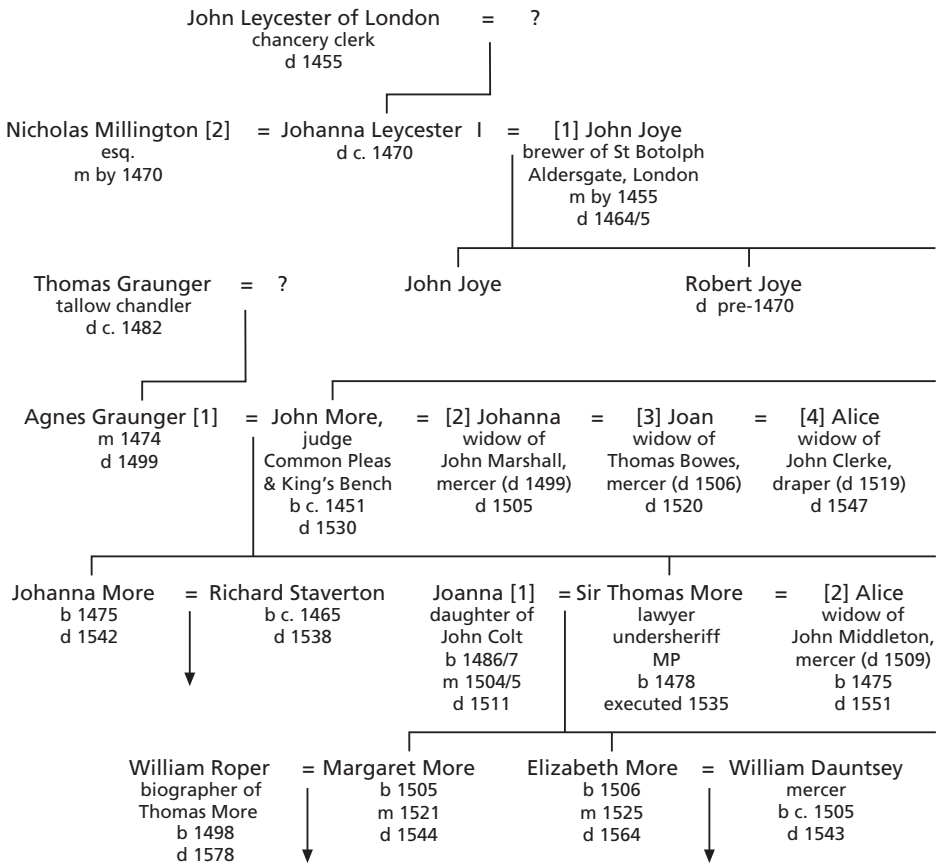 John Leycester of London = ?
chancery clerk
d 1455
Nicholas Millington [2] = Johanna Leycester I = [1] John Joye
esq.
m by 1470
d c. 1470
brewer of St Botolph
Aldersgate, London
m by 1455
d 1464/5
Thomas Graunger = ?
tallow chandler
d c. 1482
John Joye
Robert Joye
d pre-1470
Agnes Graunger [1] = John More, = [2] Johanna = [3] Joan = [4] Alice
m 1474
d 1499
judge
Common Pleas
& King's Bench
b c. 1451
d 1530
widow of
John Marshall,
mercer (d 1499)
d 1505
widow of
Thomas Bowes,
mercer (d 1506)
d 1520
widow of
John Clerke,
draper (d 1519)
d 1547
Johanna More = Richard Staverton
b 1475
d 1542
b c. 1465
d 1538
Joanna [1] = Sir Thomas More = [2] Alice
daughter of
John Colt
b 1486/7
m 1504/5
d 1511
lawyer
undersheriff
MP
b 1478
executed 1535
widow of
John Middleton,
mercer (d 1509)
b 1475
d 1551
William Roper = Margaret More
biographer of
Thomas More
b 1498
d 1578
b 1505
m 1521
d 1544
Elizabeth More = William Dauntsey
b 1506
m 1525
d 1564
mercer
b c. 1505
d 1543